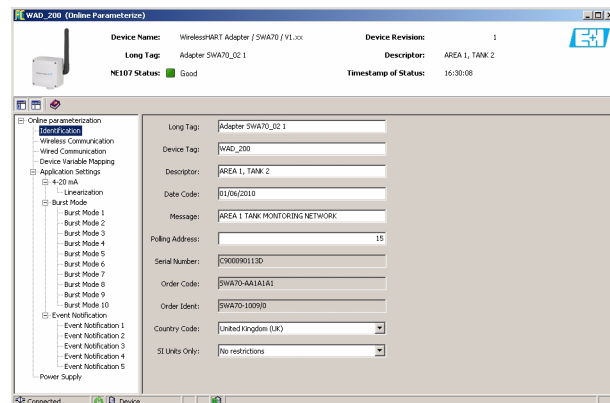 WAD_200 (Online Parameterize)
Device Name: WirelessHART Adapter / SWA70 / V1.xx Device Revision: 1
Long Tag: Adapter SWA70_02 1 Descriptor: AREA 1, TANK 2
NE107 Status: Good Timestamp of Status: 16:30:08
E+H
Online parameterization
Identification
Wireless Communication
Wired Communication
Device Variable Mapping
Application Settings
4-20 mA
Linearization
Burst Mode
Burst Mode 1
Burst Mode 2
Burst Mode 3
Burst Mode 4
Burst Mode 5
Burst Mode 6
Burst Mode 7
Burst Mode 8
Burst Mode 9
Burst Mode 10
Event Notification
Event Notification 1
Event Notification 2
Event Notification 3
Event Notification 4
Event Notification 5
Power Supply
Long Tag: Adapter SWA70_02 1
Device Tag: WAD_200
Descriptor: AREA 1, TANK 2
Date Code: 01/06/2010
Message: AREA 1 TANK MONTORING NETWORK
Polling Address: 15
Serial Number: C900090113D
Order Code: SWA70-AA1A1A1
Order Ident: SWA70-1009/0
Country Code: United Kingdom (UK)
SI Units Only: No restrictions
Connected Device